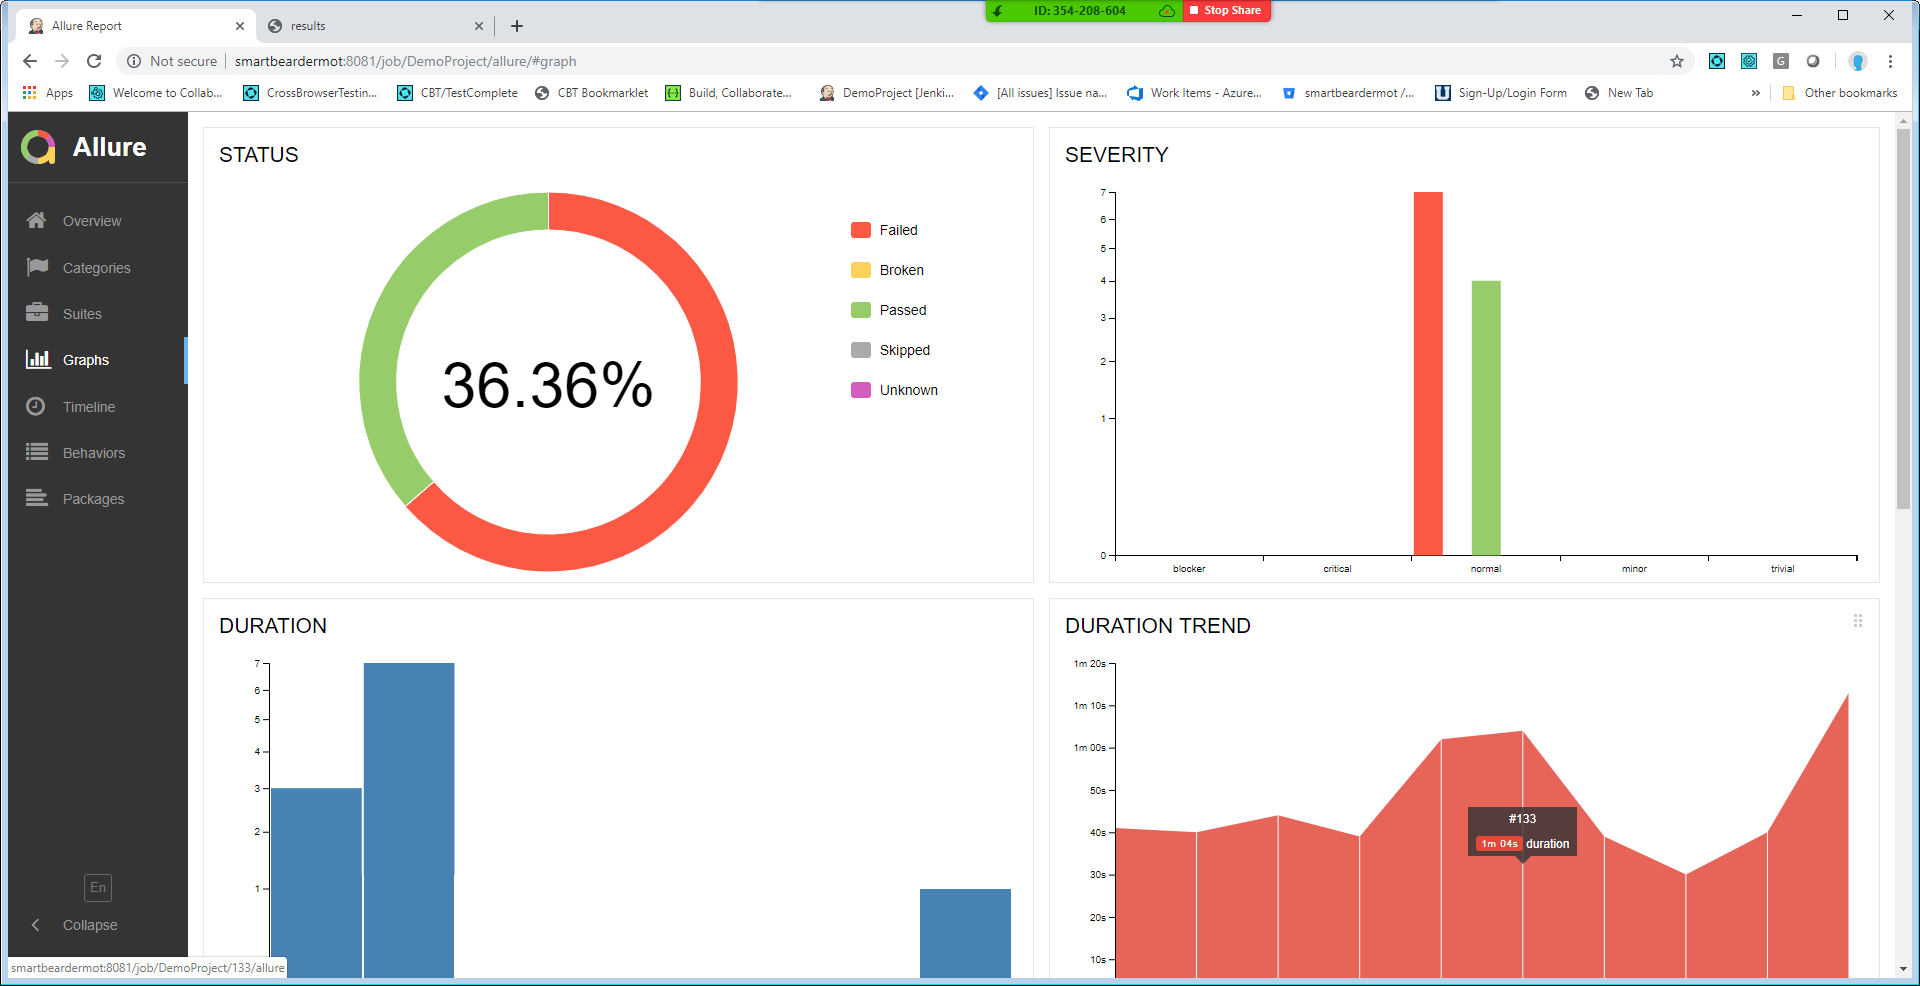 Allure Report
results
ID: 354-208-604
Stop Share
Not secure
smartbeardermot:8081/job/DemoProject/allure/#graph
Apps
Welcome to Collab...
CrossBrowserTestin...
CBT/TestComplete
CBT Bookmarklet
Build, Collaborate...
DemoProject [Jenki...
[All issues] Issue na...
Work Items - Azure...
smartbeardermot /...
Sign-Up/Login Form
New Tab
»
Other bookmarks
Allure
Overview
Categories
Suites
Graphs
Timeline
Behaviors
Packages
En
Collapse
smartbeardermot:8081/job/DemoProject/133/allure
STATUS
36.36%
Failed
Broken
Passed
Skipped
Unknown
SEVERITY
7
6
5
4
3
2
1
0
blocker critical normal minor trivial
DURATION
7
6
5
4
3
2
1
DURATION TREND
1m 20s
1m 10s
1m 00s
50s
40s
30s
20s
10s
#133
1m 04s duration